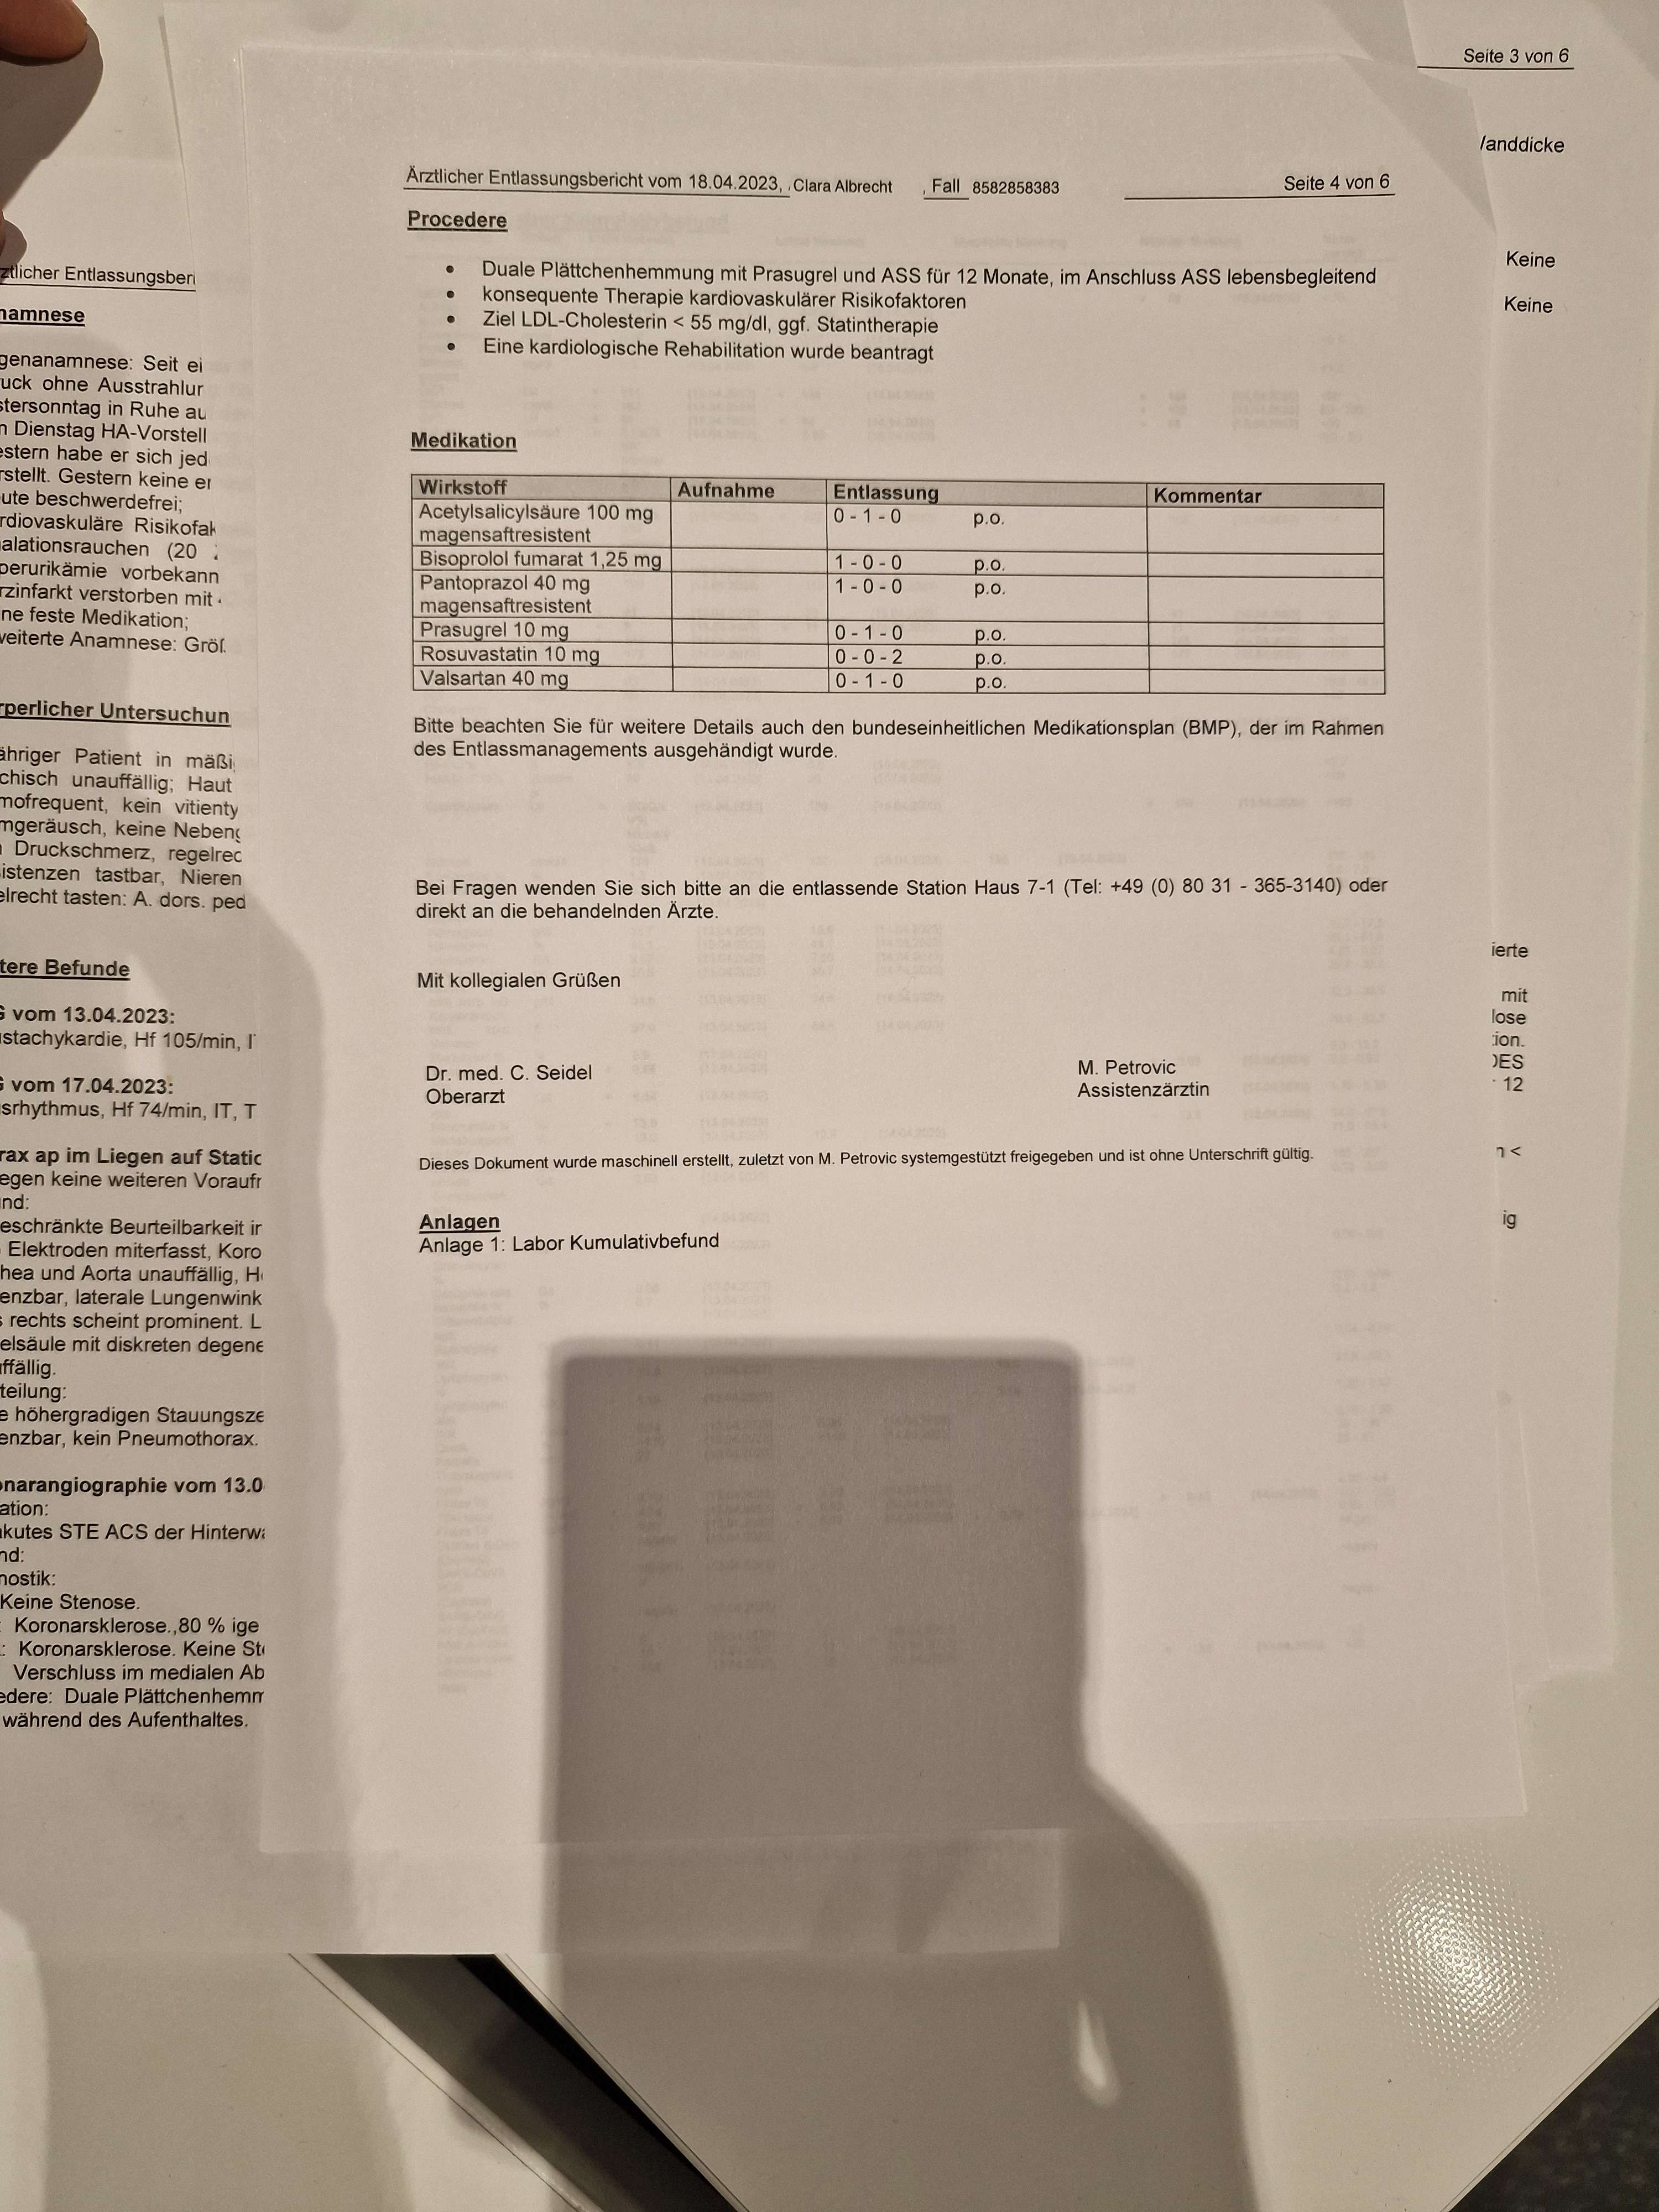 Seite 3 von 6
/anddicke
Keine
Keine
ierte
mit
lose
tion.
DES
12
n <
ig
ztlicher Entlassungsberi
namnese
genanamnese: Seit ei
uck ohne Ausstrahlur
stersonntag in Ruhe au
n Dienstag HA-Vorstell
estern habe er sich jed
rstellt. Gestern keine er
ute beschwerdefrei;
rdiovaskuläre Risikofak
alationsrauchen (20
perurikämie vorbekann
rzinfarkt verstorben mit
ne feste Medikation;
weiterte Anamnese: Größ
rperlicher Untersuchun
ähriger Patient in mäßi
chisch unauffällig; Haut
mofrequent, kein vitienty
mgeräusch, keine Neben
Druckschmerz, regelrec
istenzen tastbar, Nieren
elrecht tasten: A. dors. ped
tere Befunde
G vom 13.04.2023:
ustachykardie, Hf 105/min, I
G vom 17.04.2023:
usrhythmus, Hf 74/min, IT, T
rax ap im Liegen auf Static
egen keine weiteren Voraufr
nd:
eschränkte Beurteilbarkeit ir
Elektroden miterfasst, Koro
hea und Aorta unauffällig, H
enzbar, laterale Lungenwink
s rechts scheint prominent. L
elsäule mit diskreten degene
uffällig.
teilung:
e höhergradigen Stauungsze
enzbar, kein Pneumothorax.
onarangiographie vom 13.0
ation:
akutes STE ACS der Hinterwa
nd:
nostik:
Keine Stenose.
: Koronarsklerose.,80 % ige
.: Koronarsklerose. Keine Ste
Verschluss im medialen Ab
edere: Duale Plättchenhemm
während des Aufenthaltes.
Ärztlicher Entlassungsbericht vom 18.04.2023, Clara Albrecht , Fall 8582858383 Seite 4 von 6
Procedere
• Duale Plättchenhemmung mit Prasugrel und ASS für 12 Monate, im Anschluss ASS lebensbegleitend
• konsequente Therapie kardiovaskulärer Risikofaktoren
• Ziel LDL-Cholesterin < 55 mg/dl, ggf. Statintherapie
• Eine kardiologische Rehabilitation wurde beantragt
Medikation
Wirkstoff Aufnahme Entlassung Kommentar
Acetylsalicylsäure 100 mg 0 - 1 - 0 p.o.
magensaftresistent
Bisoprolol fumarat 1,25 mg 1 - 0 - 0 p.o.
Pantoprazol 40 mg 1 - 0 - 0 p.o.
magensaftresistent
Prasugrel 10 mg 0 - 1 - 0 p.o.
Rosuvastatin 10 mg 0 - 0 - 2 p.o.
Valsartan 40 mg 0 - 1 - 0 p.o.
Bitte beachten Sie für weitere Details auch den bundeseinheitlichen Medikationsplan (BMP), der im Rahmen
des Entlassmanagements ausgehändigt wurde.
Bei Fragen wenden Sie sich bitte an die entlassende Station Haus 7-1 (Tel: +49 (0) 80 31 - 365-3140) oder
direkt an die behandelnden Ärzte.
Mit kollegialen Grüßen
Dr. med. C. Seidel M. Petrovic
Oberarzt Assistenzärztin
Dieses Dokument wurde maschinell erstellt, zuletzt von M. Petrovic systemgestützt freigegeben und ist ohne Unterschrift gültig.
Anlagen
Anlage 1: Labor Kumulativbefund